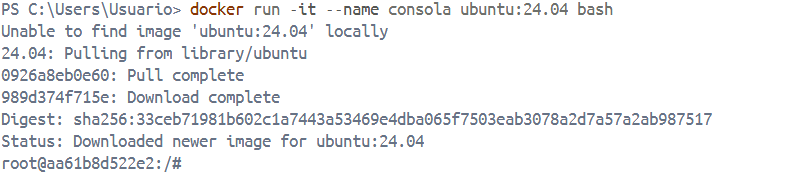 PS C:\Users\Usuario> docker run -it --name consola ubuntu:24.04 bash
Unable to find image 'ubuntu:24.04' locally
24.04: Pulling from library/ubuntu
0926a8eb0e60: Pull complete
989d374f715e: Download complete
Digest: sha256:33ceb71981b602c1a7443a53469e4dba065f7503eab3078a2d7a57a2ab987517
Status: Downloaded newer image for ubuntu:24.04
root@aa61b8d522e2:/#